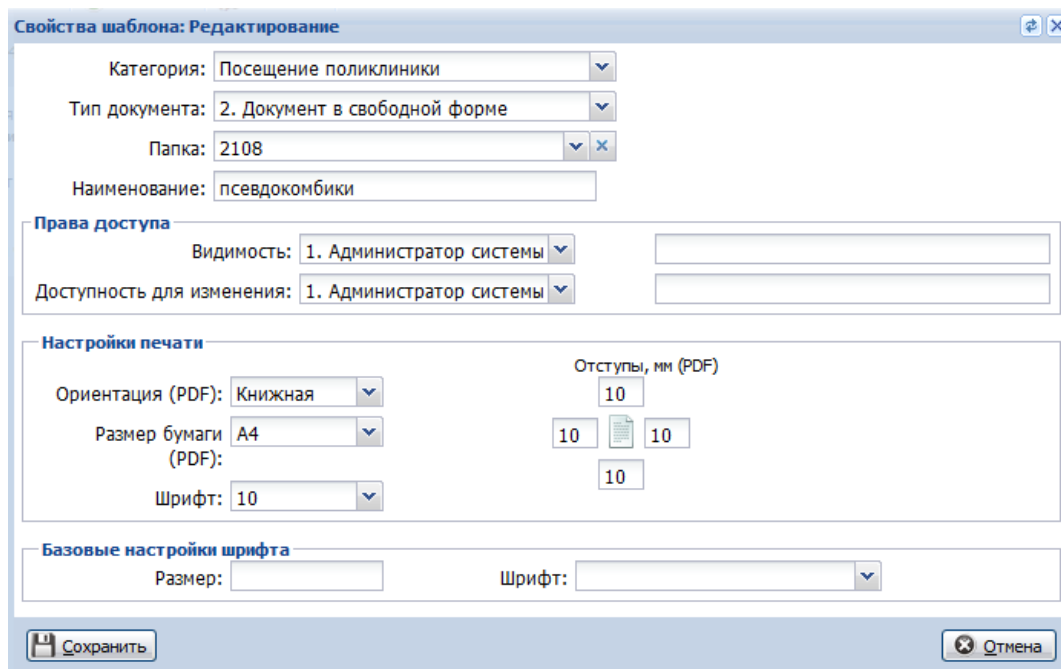 Свойства шаблона: Редактирование
Категория: Посещение поликлиники
Тип документа: 2. Документ в свободной форме
Папка: 2108
Наименование: псевдокомбики
Права доступа
Видимость: 1. Администратор системы
Доступность для изменения: 1. Администратор системы
Настройки печати
Отступы, мм (PDF)
Ориентация (PDF): Книжная 10
Размер бумаги (PDF): A4 10 10
10
Шрифт: 10
Базовые настройки шрифта
Размер: Шрифт:
Сохранить Отмена